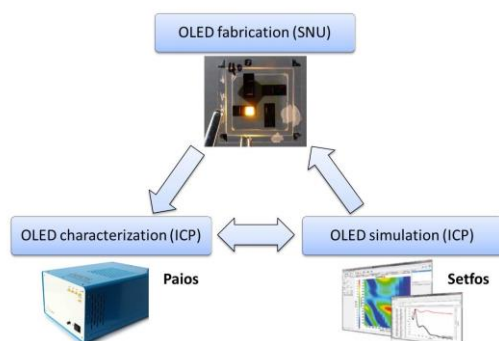 OLED fabrication (SNU)
OLED characterization (ICP)
OLED simulation (ICP)
Paios
Setfos